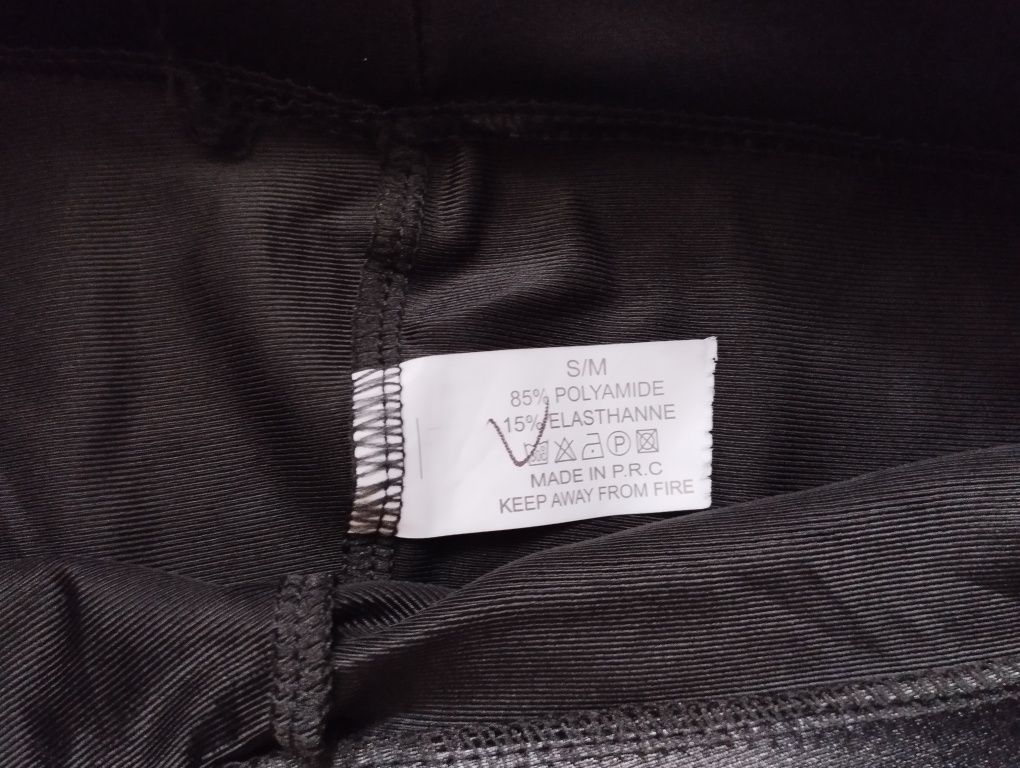 S/M
85% POLYAMIDE
15% ELASTHANNE
P
MADE IN P.R.C
KEEP AWAY FROM FIRE